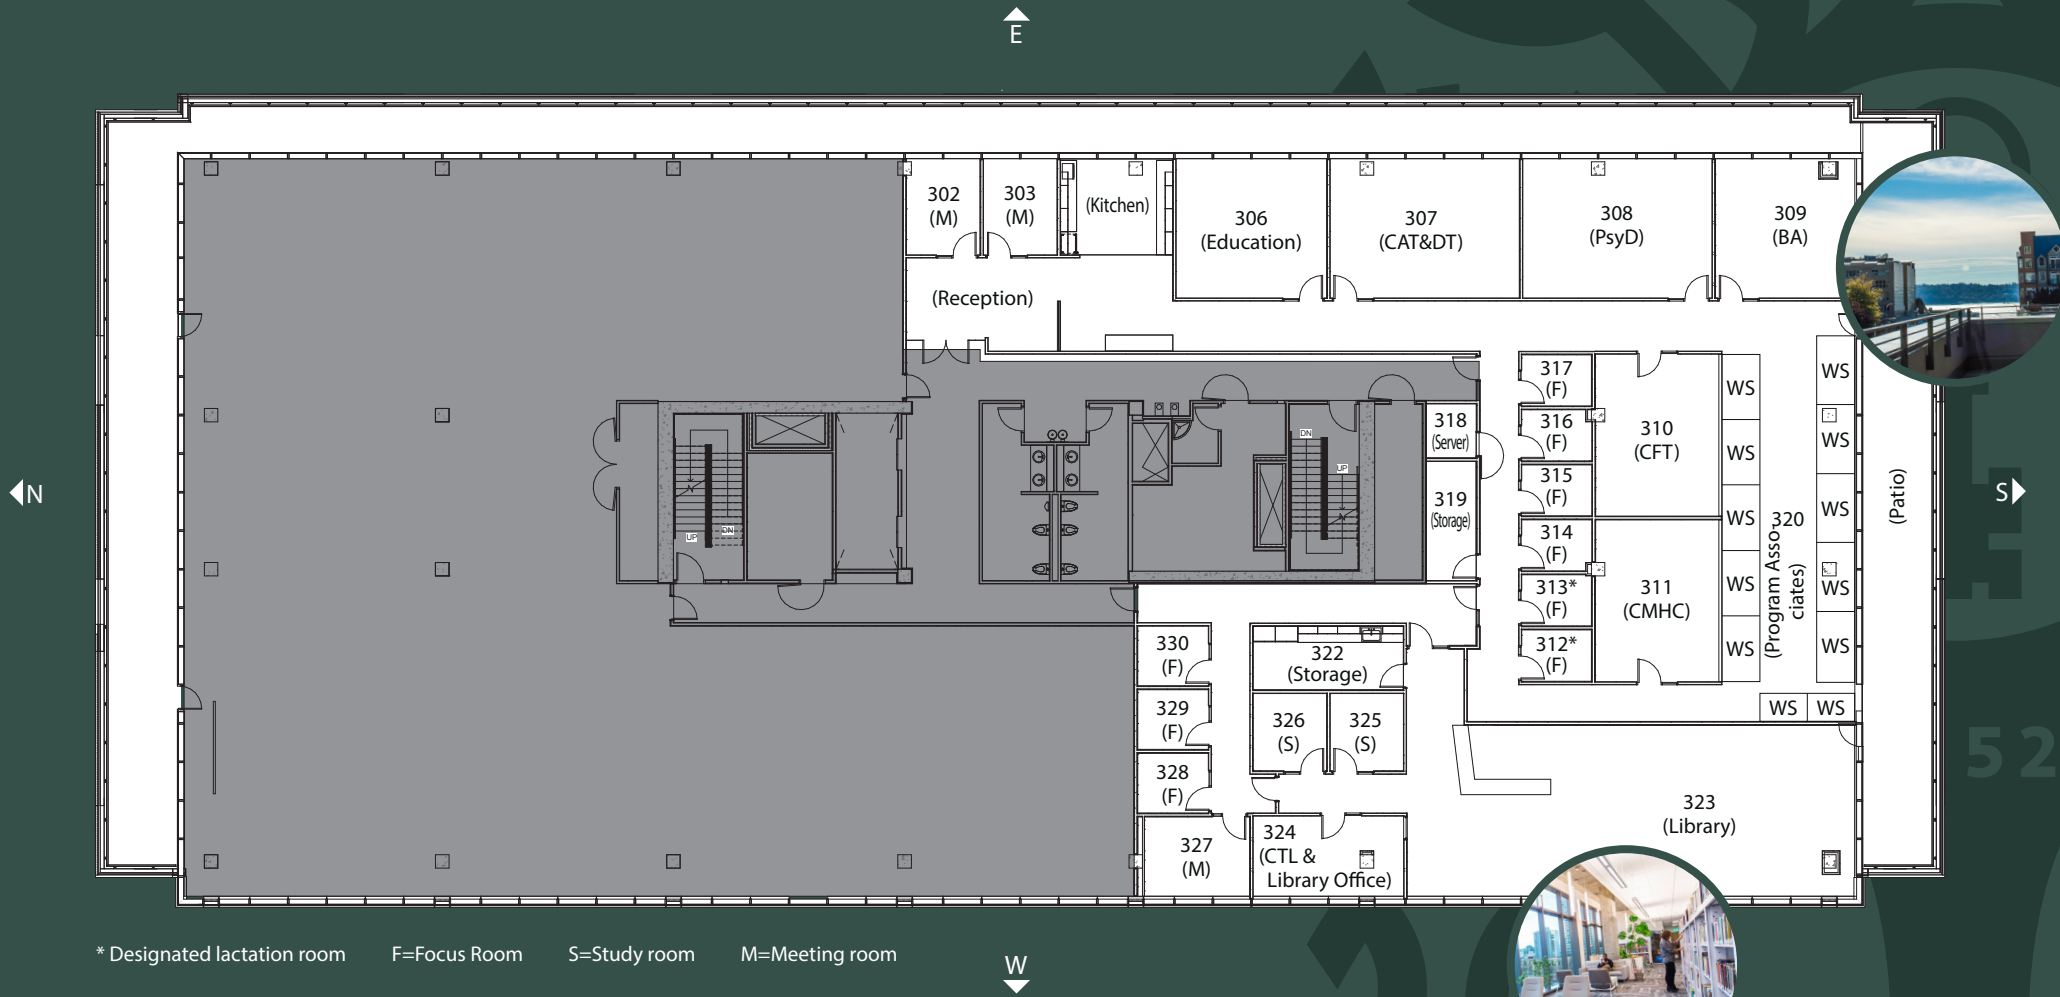 E
302
(M)
303
(M)
(Kitchen)
306
(Education)
307
(CAT&DT)
308
(PsyD)
309
(BA)
(Reception)
317
(F)
316
(F)
315
(F)
314
(F)
313*
(F)
312*
(F)
310
(CFT)
311
(CMHC)
WS
WS
WS
WS
WS
320
(Program Asso-
ciates)
WS
WS
WS
WS
WS
WS
WS
(Patio)
N
S
318
(Server)
319
(Storage)
UP
DN
DN
UP
330
(F)
329
(F)
328
(F)
327
(M)
322
(Storage)
326
(S)
325
(S)
324
(CTL &
Library Office)
323
(Library)
52
* Designated lactation room F=Focus Room S=Study room M=Meeting room
W